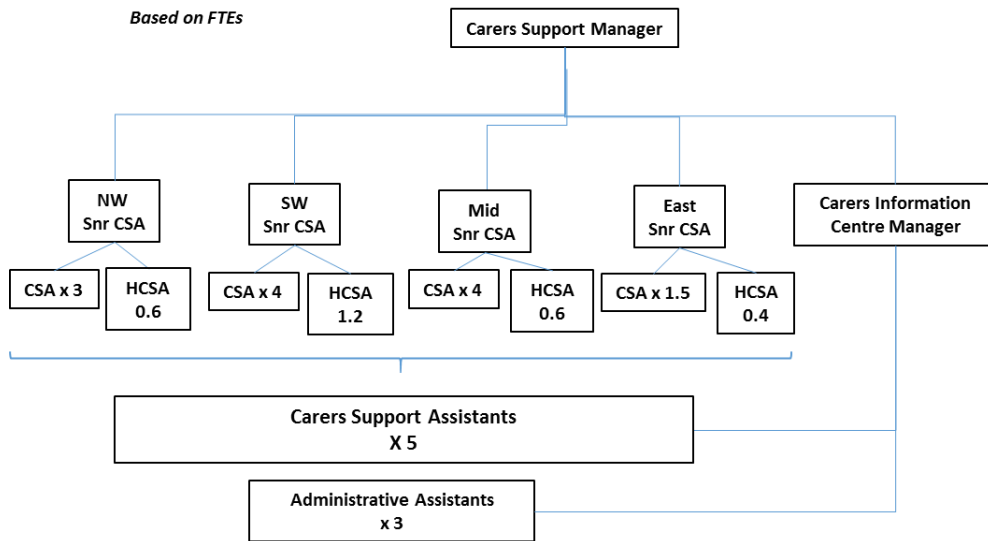 Based on FTEs
Carers Support Manager
NW
Snr CSA
SW
Snr CSA
Mid
Snr CSA
East
Snr CSA
Carers Information
Centre Manager
CSA x 3
HCSA
0.6
CSA x 4
HCSA
1.2
CSA x 4
HCSA
0.6
CSA x 1.5
HCSA
0.4
Carers Support Assistants
X 5
Administrative Assistants
x 3